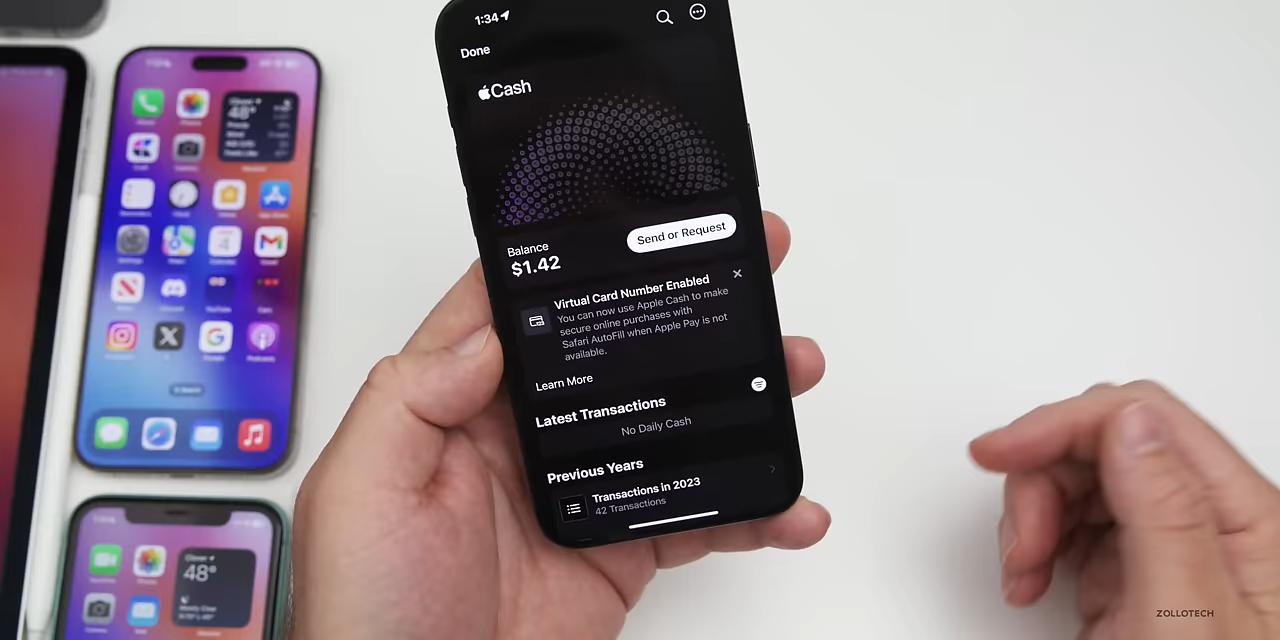 1:34
Done
Cash
Balance
$1.42
Send or Request
Virtual Card Number Enabled
You can now use Apple Cash to make
secure online purchases with
Safari AutoFill when Apple Pay is not
available.
Learn More
Latest Transactions
No Daily Cash
Previous Years
Transactions in 2023
42 Transactions
48°
48°
ZOLLOTECH